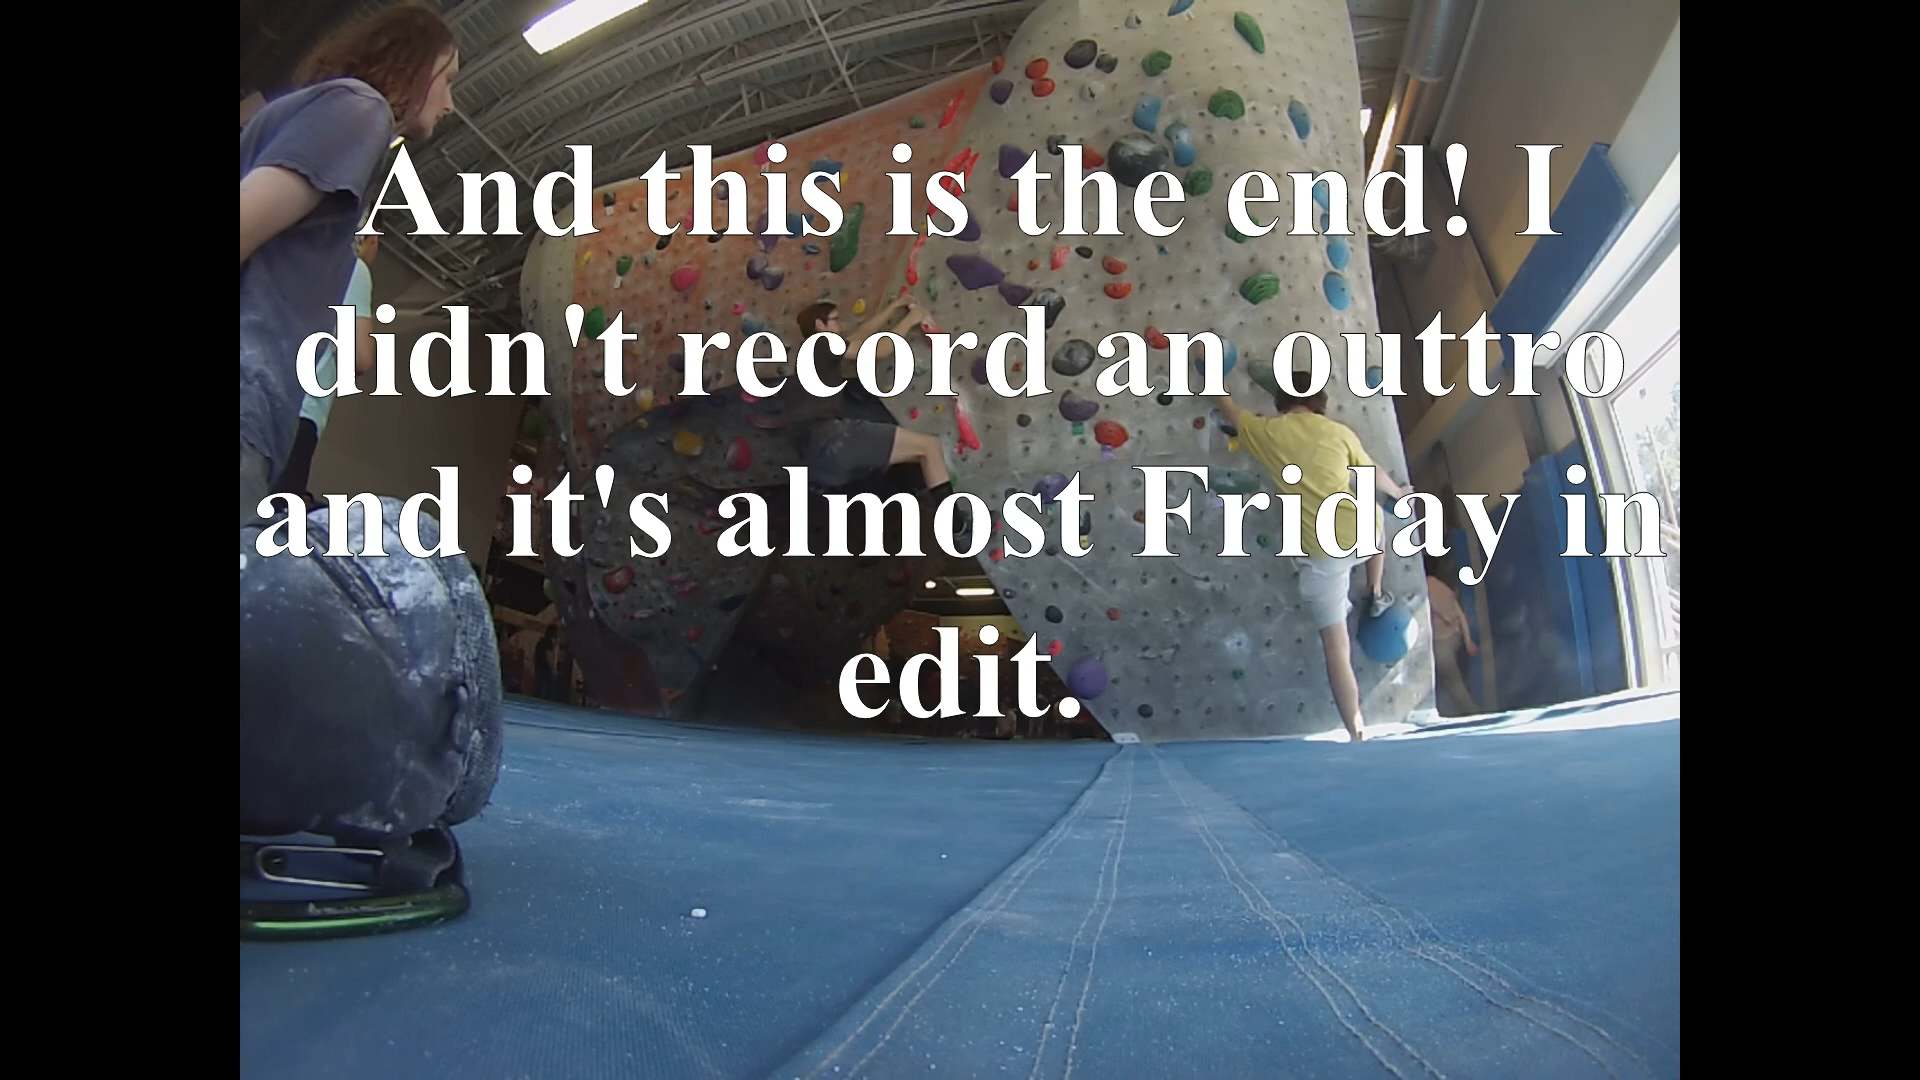 And this is the end! I
didn't record an outtro
and it's almost Friday in
edit.